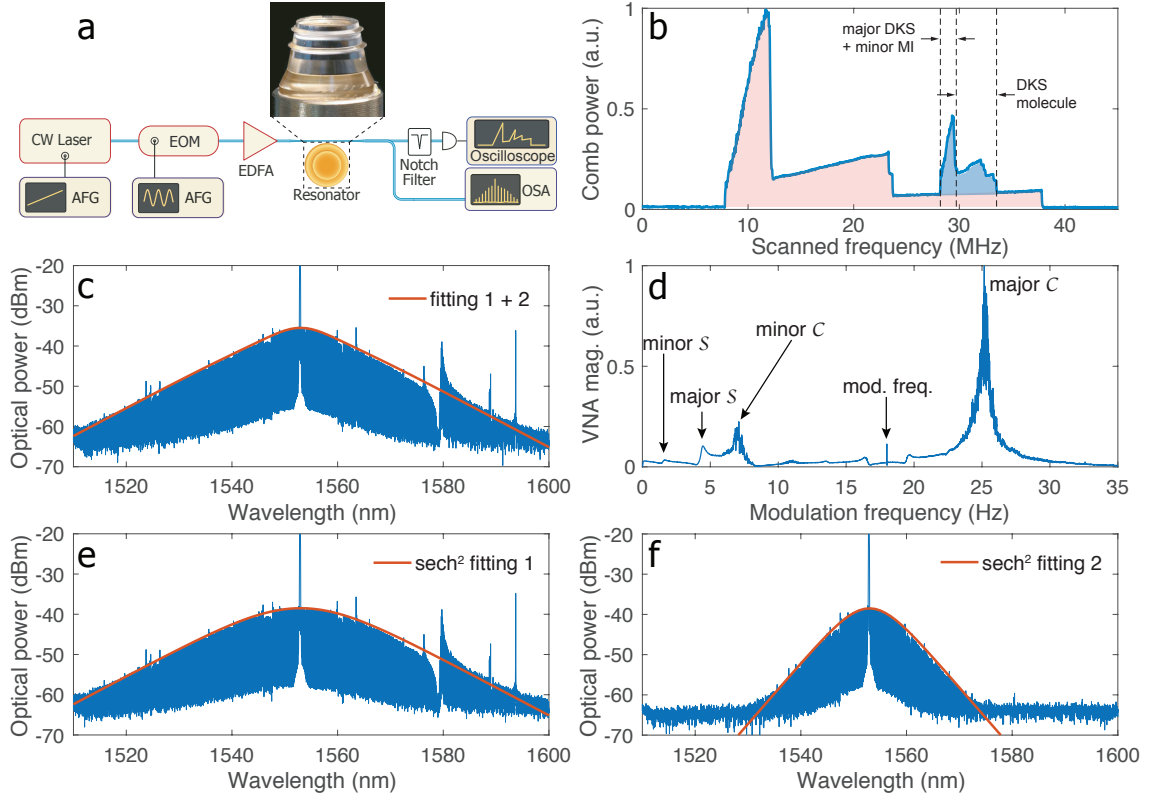 a
CW Laser
EOM
EDFA
Resonator
Notch
Filter
Oscilloscope
OSA
AFG
AFG
b
Comb power (a.u.)
1
0.5
0
major DKS
+ minor MI
DKS
molecule
0 10 20 30 40
Scanned frequency (MHz)
c
Optical power (dBm)
-20
-30
-40
-50
-60
-70
fitting 1 + 2
1520 1540 1560 1580 1600
Wavelength (nm)
d
VNA mag. (a.u.)
1
0.5
0
minor S
major S
minor C
mod. freq.
major C
0 5 10 15 20 25 30 35
Modulation frequency (Hz)
e
Optical power (dBm)
-20
-30
-40
-50
-60
-70
sech² fitting 1
1520 1540 1560 1580 1600
Wavelength (nm)
f
Optical power (dBm)
-20
-30
-40
-50
-60
-70
sech² fitting 2
1520 1540 1560 1580 1600
Wavelength (nm)